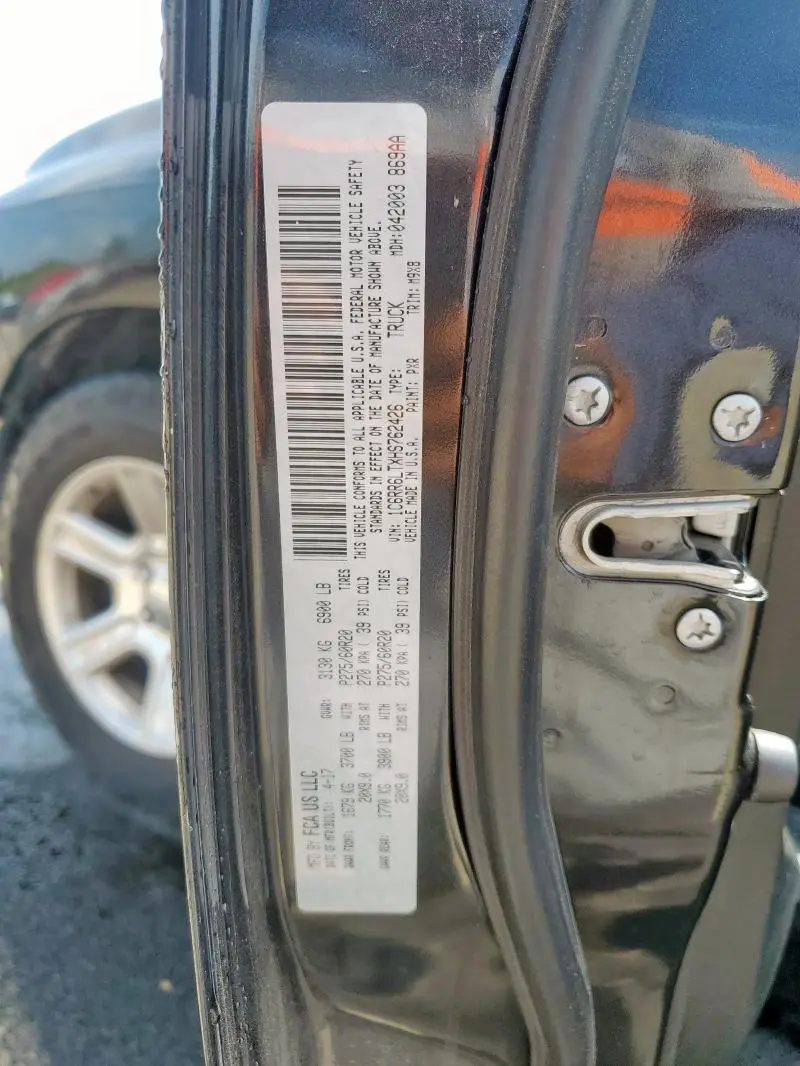 MFD BY FCA US LLC
DATE OF MFR(BUILT): 4-17 GVWR: 3130 KG 6900 LB
GAWR FRONT: 1679 KG 3700 LB WITH P275/60R20 TIRES
20X9.0 RIMS AT 270 KPA ( 39 PSI) COLD
GAWR REAR: 1770 KG 3900 LB WITH P275/60R20 TIRES
20X9.0 RIMS AT 270 KPA ( 39 PSI) COLD
THIS VEHICLE CONFORMS TO ALL APPLICABLE U.S.A. FEDERAL MOTOR VEHICLE SAFETY
STANDARDS IN EFFECT ON THE DATE OF MANUFACTURE SHOWN ABOVE.
VIN: 1C6RR6LTXHS762426 TYPE: TRUCK MDH:042003 869AA
VEHICLE MADE IN U.S.A. PAINT: PXR TRIM: M9X8